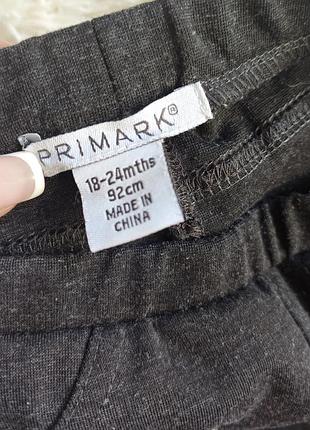 PRIMARK®
18-24mths
92cm
MADE IN
CHINA